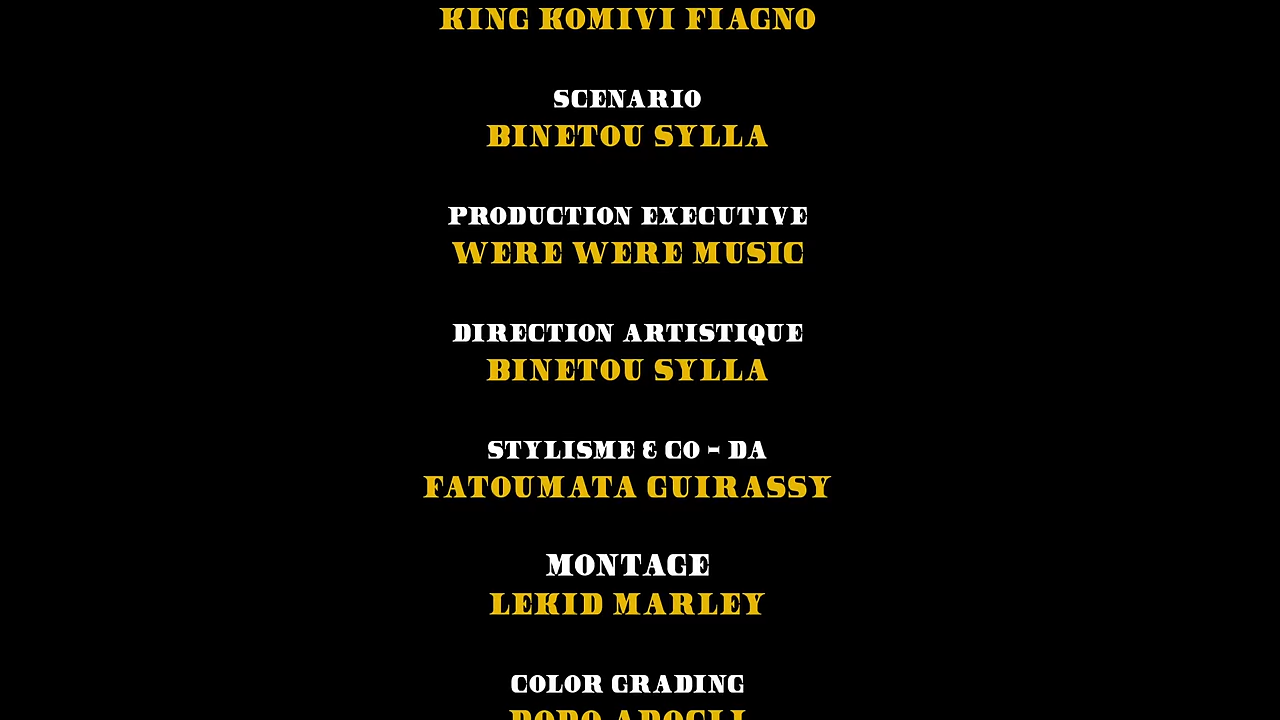 KING KOMIVI FIAGNO
SCENARIO
BINETOU SYLLA
PRODUCTION EXECUTIVE
WERE WERE MUSIC
DIRECTION ARTISTIQUE
BINETOU SYLLA
STYLISME & CO - DA
FATOUMATA GUIRASSY
MONTAGE
LEKID MARLEY
COLOR GRADING